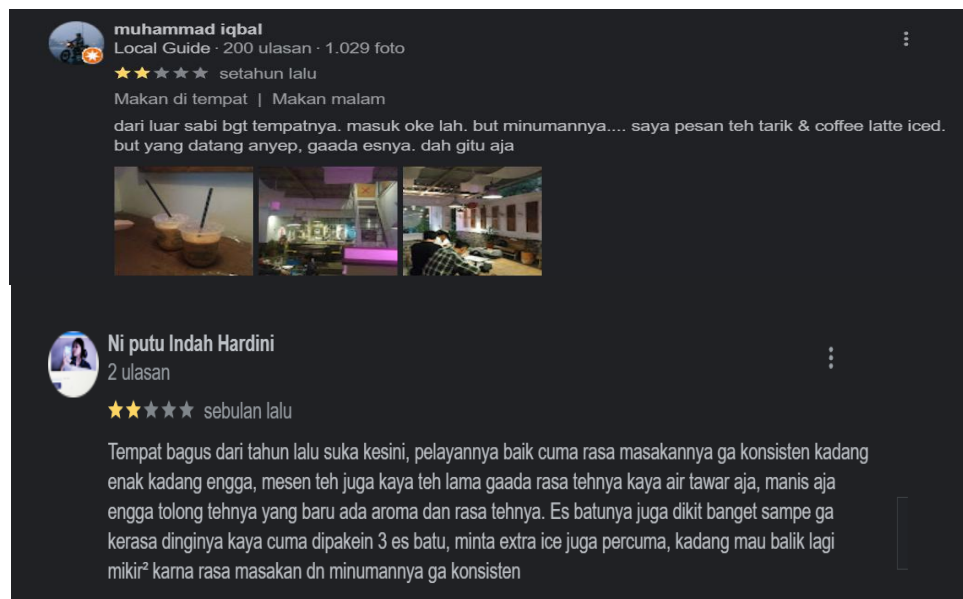 muhammad iqbal
Local Guide · 200 ulasan · 1.029 foto
setahun lalu
Makan di tempat | Makan malam
dari luar sabi bgt tempatnya. masuk oke lah. but minumannya.... saya pesan teh tarik & coffee latte iced.
but yang datang anyep, gaada esnya. dah gitu aja
Ni putu Indah Hardini
2 ulasan
sebulan lalu
Tempat bagus dari tahun lalu suka kesini, pelayannya baik cuma rasa masakannya ga konsisten kadang
enak kadang engga, mesen teh juga kaya teh lama gaada rasa tehnya kaya air tawar aja, manis aja
engga tolong tehnya yang baru ada aroma dan rasa tehnya. Es batunya juga dikit banget sampe ga
kerasa dinginya kaya cuma dipakein 3 es batu, minta extra ice juga percuma, kadang mau balik lagi
mikir² karna rasa masakan dn minumannya ga konsisten